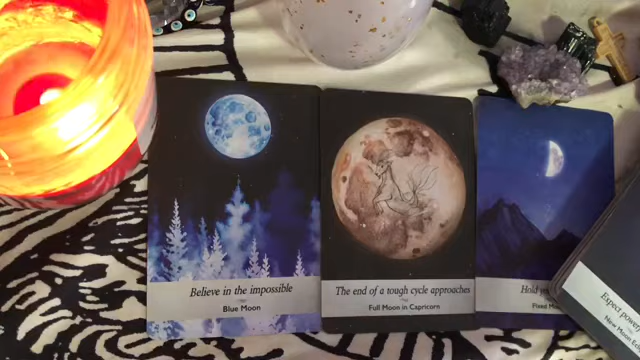 Believe in the impossible
Blue Moon
The end of a tough cycle approaches
Full Moon in Capricorn
Hold
Expect
New Moon